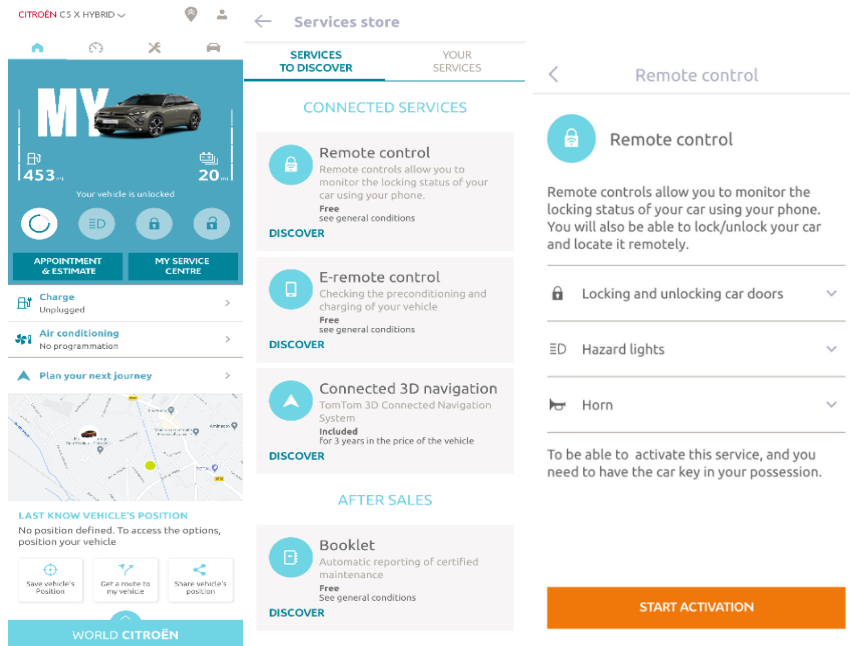 CITROËN C5 X HYBRID
MY
453 mi
20 mi
Your vehicle is unlocked
APPOINTMENT
& ESTIMATE
MY SERVICE
CENTRE
Charge
Unplugged
Air conditioning
No programmation
Plan your next journey
LAST KNOW VEHICLE'S POSITION
No position defined. To access the options,
position your vehicle
Save vehicle's
Position
Get a route to
my vehicle
Share vehicle's
position
WORLD CITROËN
Services store
SERVICES
TO DISCOVER
YOUR
SERVICES
CONNECTED SERVICES
Remote control
Remote controls allow you to
monitor the locking status of your
car using your phone.
Free
see general conditions
DISCOVER
E-remote control
Checking the preconditioning and
charging of your vehicle
Free
see general conditions
DISCOVER
Connected 3D navigation
TomTom 3D Connected Navigation
System
Included
for 3 years in the price of the vehicle
DISCOVER
AFTER SALES
Booklet
Automatic reporting of certified
maintenance
Free
See general conditions
DISCOVER
Remote control
Remote control
Remote controls allow you to monitor the
locking status of your car using your phone.
You will also be able to lock/unlock your car
and locate it remotely.
Locking and unlocking car doors
Hazard lights
Horn
To be able to activate this service, and you
need to have the car key in your possession.
START ACTIVATION